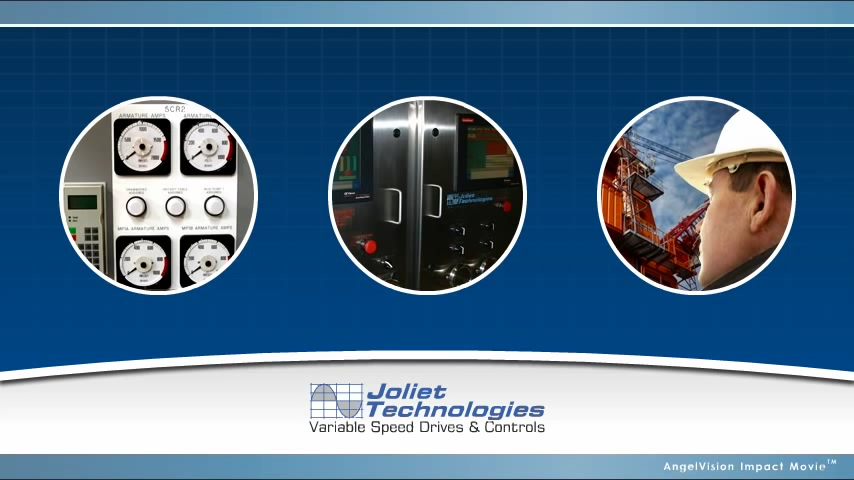 SCR2
ARMATURE AMPS
ARMATURE
MP1A ARMATURE AMPS
MP1B ARMATURE AMPS
Joliet
Technologies
Joliet
Technologies
Variable Speed Drives & Controls
AngelVision Impact Movie™